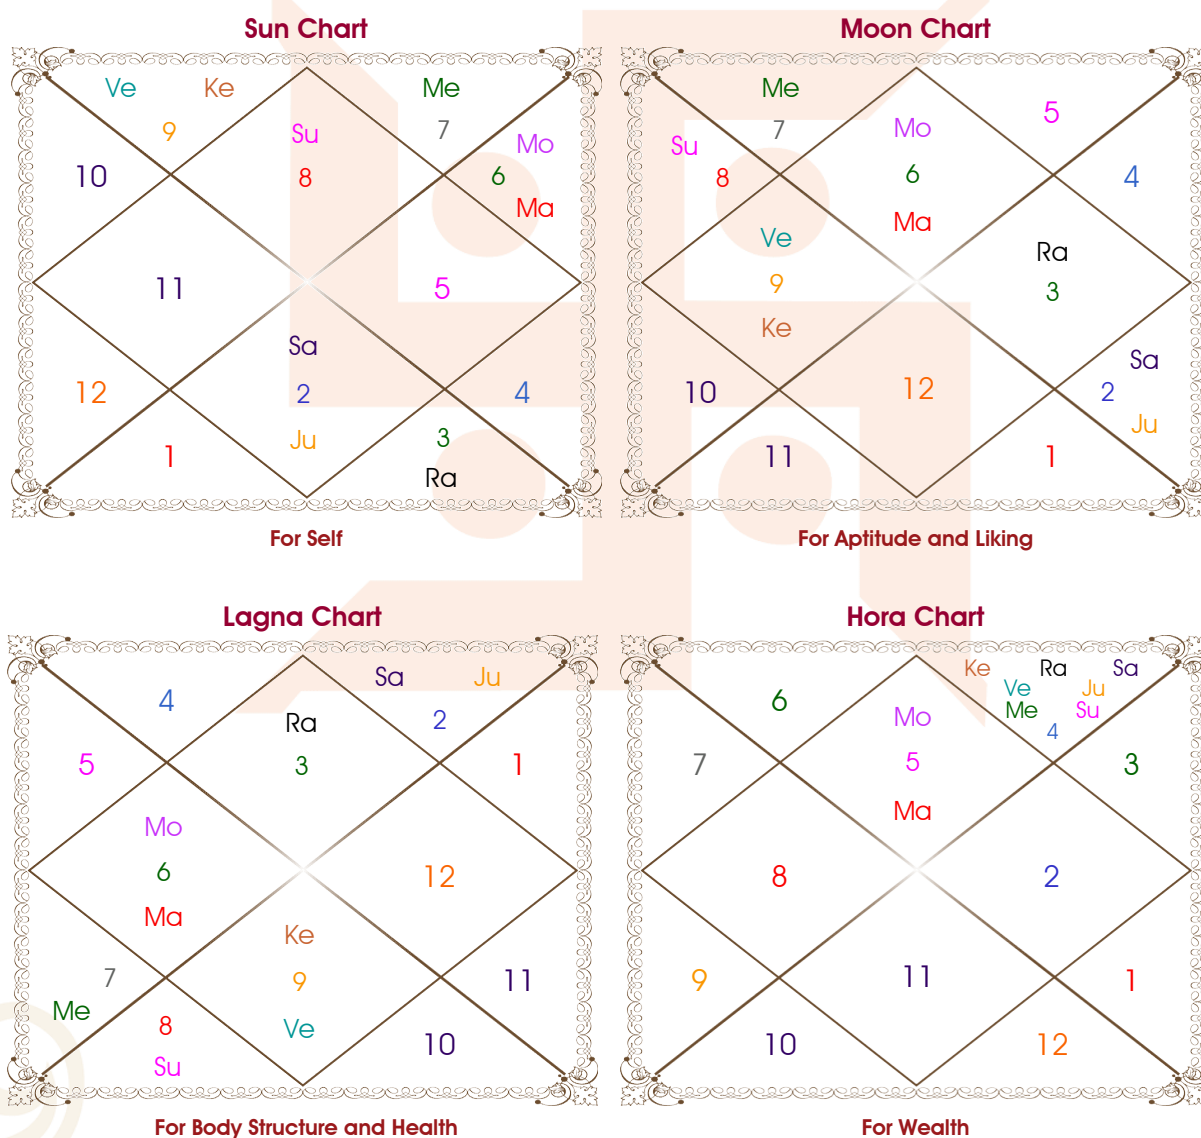 Sun Chart
Ve Ke
9
10
Su
8
Me
7
Mo
6
Ma
11
5
Sa
2
Ju
12
1
4
3
Ra
For Self
Moon Chart
Me
7
Su
8
Mo
6
Ma
5
4
Ve
9
Ke
Ra
3
10
11
12
Sa
2
Ju
1
For Aptitude and Liking
Lagna Chart
4
5
Ra
3
Sa Ju
2
1
Mo
6
Ma
12
7
Me
8
Su
Ke
9
Ve
11
10
For Body Structure and Health
Hora Chart
6
7
Mo
5
Ma
Ke Ra Sa
Ve Ju
Me Su
4
3
8
2
9
10
11
1
12
For Wealth